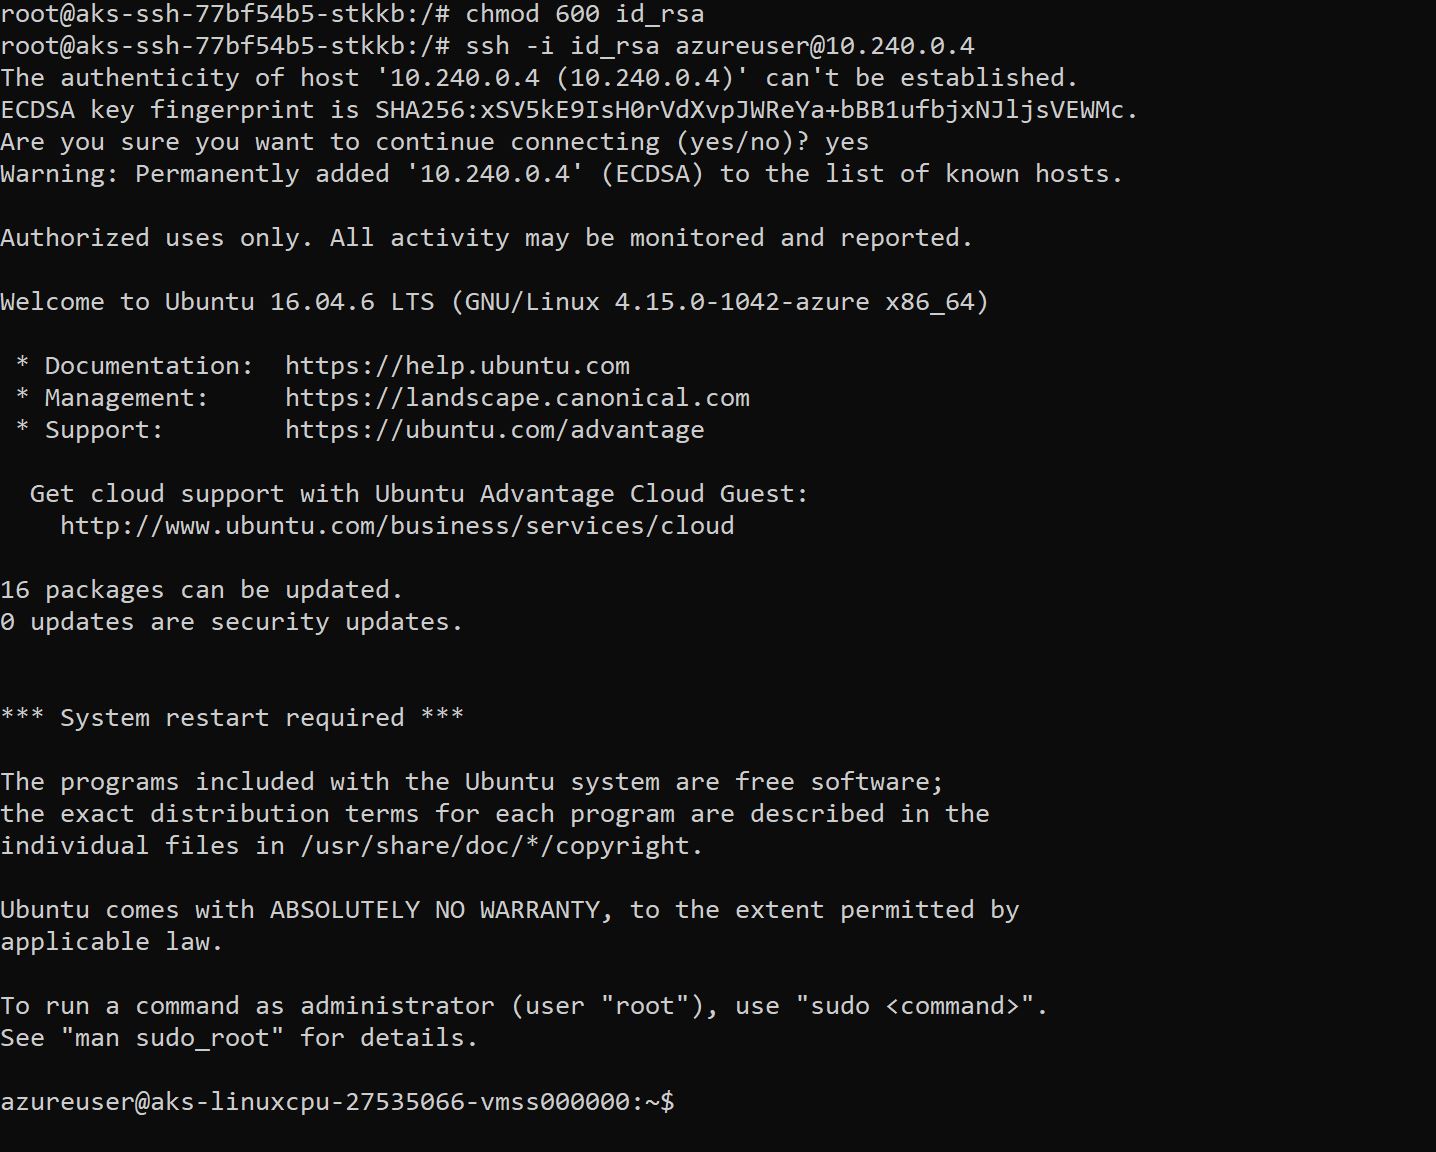 root@aks-ssh-77bf54b5-stkkb:/# chmod 600 id_rsa
root@aks-ssh-77bf54b5-stkkb:/# ssh -i id_rsa azureuser@10.240.0.4
The authenticity of host '10.240.0.4 (10.240.0.4)' can't be established.
ECDSA key fingerprint is SHA256:xSV5kE9IsH0rVdXvpJWReYa+bBB1ufbjxNJljsVEWMc.
Are you sure you want to continue connecting (yes/no)? yes
Warning: Permanently added '10.240.0.4' (ECDSA) to the list of known hosts.

Authorized uses only. All activity may be monitored and reported.

Welcome to Ubuntu 16.04.6 LTS (GNU/Linux 4.15.0-1042-azure x86_64)

 * Documentation:  https://help.ubuntu.com
 * Management:     https://landscape.canonical.com
 * Support:        https://ubuntu.com/advantage

  Get cloud support with Ubuntu Advantage Cloud Guest:
    http://www.ubuntu.com/business/services/cloud

16 packages can be updated.
0 updates are security updates.


*** System restart required ***

The programs included with the Ubuntu system are free software;
the exact distribution terms for each program are described in the
individual files in /usr/share/doc/*/copyright.

Ubuntu comes with ABSOLUTELY NO WARRANTY, to the extent permitted by
applicable law.

To run a command as administrator (user "root"), use "sudo <command>".
See "man sudo_root" for details.

azureuser@aks-linuxcpu-27535066-vmss000000:~$